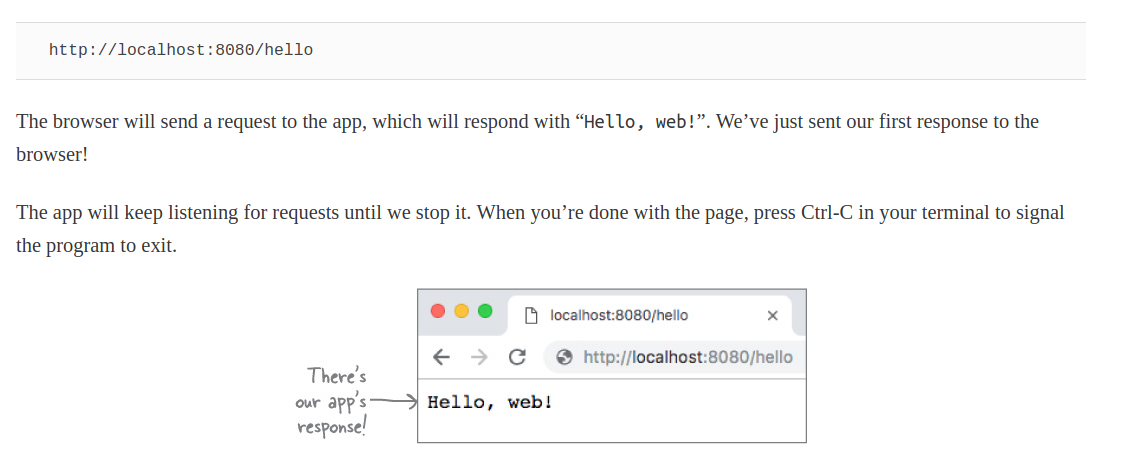 http://localhost:8080/hello
The browser will send a request to the app, which will respond with “Hello, web!”. We’ve just sent our first response to the
browser!
The app will keep listening for requests until we stop it. When you’re done with the page, press Ctrl-C in your terminal to signal
the program to exit.
localhost:8080/hello
http://localhost:8080/hello
There’s
our app’s
response!
Hello, web!